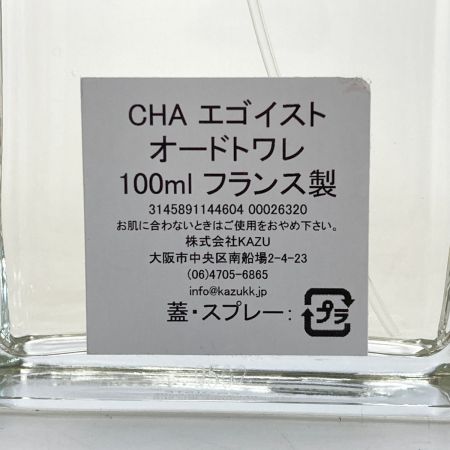 CHA エゴイスト
オードトワレ
100ml フランス製
3145891144604 00026320
お肌に合わないときはご使用をおやめ下さい。
株式会社KAZU
大阪市中央区南船場2-4-23
(06)4705-6865
info@kazukk.jp
蓋・スプレー：プラ